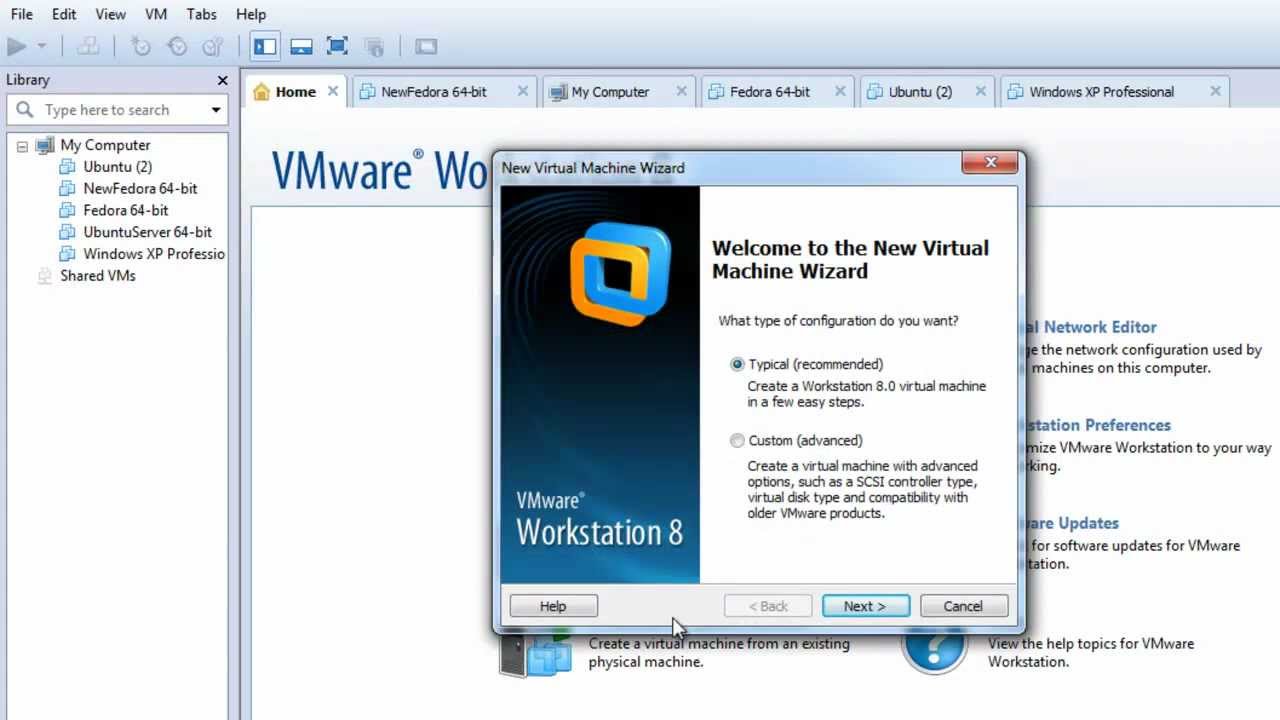 File Edit View VM Tabs Help
Library
Type here to search
My Computer
Ubuntu (2)
NewFedora 64-bit
Fedora 64-bit
UbuntuServer 64-bit
Windows XP Professio
Shared VMs
Home NewFedora 64-bit My Computer Fedora 64-bit Ubuntu (2) Windows XP Professional
VMware® Wo
New Virtual Machine Wizard
Welcome to the New Virtual
Machine Wizard
What type of configuration do you want?
Typical (recommended)
Create a Workstation 8.0 virtual machine
in a few easy steps.
Custom (advanced)
Create a virtual machine with advanced
options, such as a SCSI controller type,
virtual disk type and compatibility with
older VMware products.
VMware®
Workstation 8
Help < Back Next > Cancel
al Network Editor
ge the network configuration used by
machines on this computer.
station Preferences
mize VMware Workstation to your way
rking.
are Updates
for software updates for VMware
tation.
Create a virtual machine from an existing
physical machine.
View the help topics for VMware
Workstation.